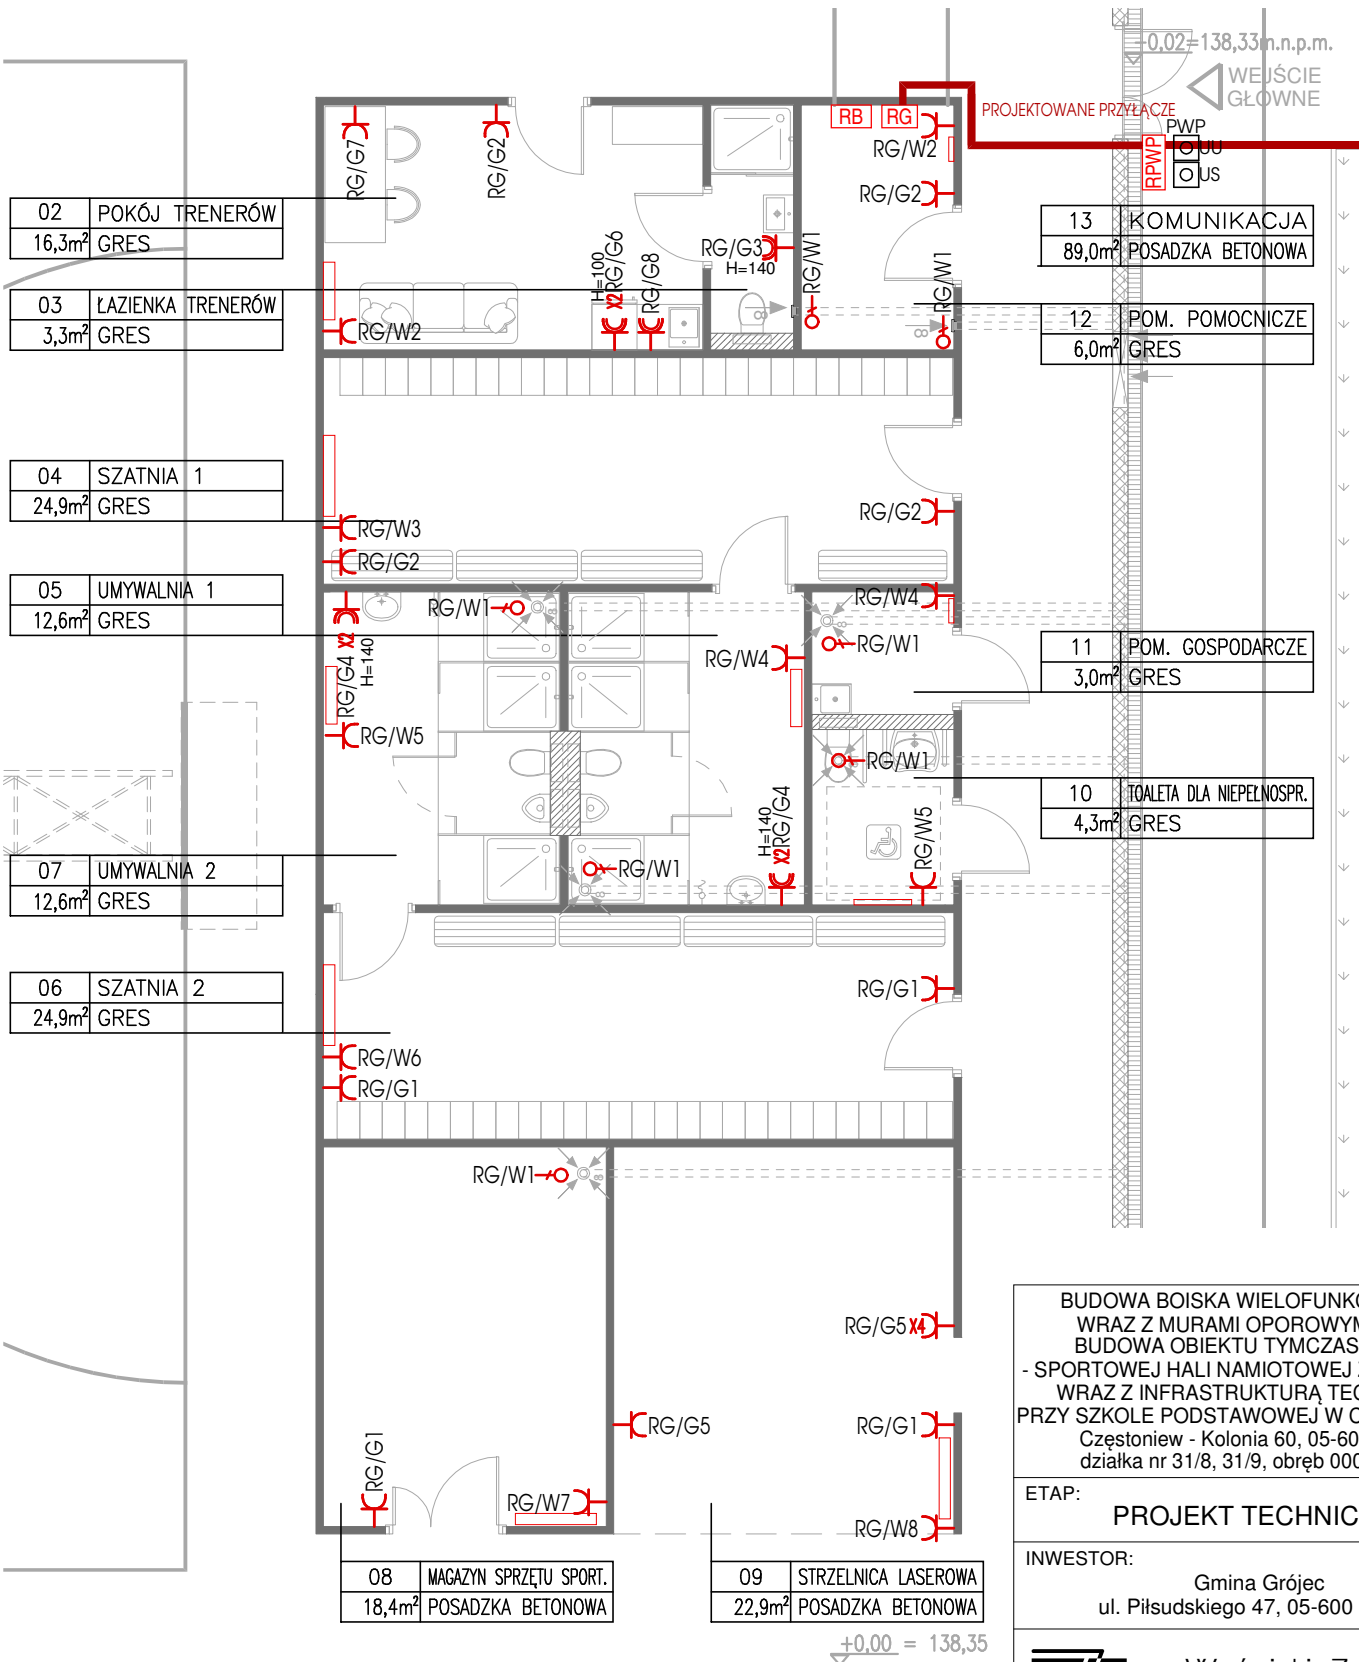 -0,02=138,33m.n.p.m.
WEJŚCIE
GŁOWNE
PROJEKTOWANE PRZYŁĄCZE
RB
RG
PWP
RPWP
UU
US
RG/G7
RG/G2
RG/W2
RG/G2
02 POKÓJ TRENERÓW
16,3m² GRES
13 KOMUNIKACJA
89,0m² POSADZKA BETONOWA
RG/G3
H=140
RG/W1
RG/W1
H=100
X2 RG/G6
RG/G8
03 ŁAZIENKA TRENERÓW
3,3m² GRES
RG/W2
12 POM. POMOCNICZE
6,0m² GRES
04 SZATNIA 1
24,9m² GRES
RG/W3
RG/G2
RG/G2
05 UMYWALNIA 1
12,6m² GRES
RG/W1
RG/W4
RG/W1
X2
RG/G4
H=140
RG/W4
11 POM. GOSPODARCZE
3,0m² GRES
RG/W5
RG/W1
10 TOALETA DLA NIEPEŁNOSPR.
4,3m² GRES
H=140
X2 RG/G4
RG/W5
07 UMYWALNIA 2
12,6m² GRES
RG/W1
06 SZATNIA 2
24,9m² GRES
RG/G1
RG/W6
RG/G1
RG/W1
RG/G5 X4
RG/G5
RG/G1
RG/G1
RG/W7
RG/W8
08 MAGAZYN SPRZĘTU SPORT.
18,4m² POSADZKA BETONOWA
09 STRZELNICA LASEROWA
22,9m² POSADZKA BETONOWA
+0,00 = 138,35
BUDOWA BOISKA WIELOFUNK
WRAZ Z MURAMI OPOROWYM
BUDOWA OBIEKTU TYMCZAS
- SPORTOWEJ HALI NAMIOTOWEJ
WRAZ Z INFRASTRUKTURĄ TE
PRZY SZKOLE PODSTAWOWEJ W
Częstoniew - Kolonia 60, 05-60
działka nr 31/8, 31/9, obręb 000
ETAP:
PROJEKT TECHNIC
INWESTOR:
Gmina Grójec
ul. Piłsudskiego 47, 05-600